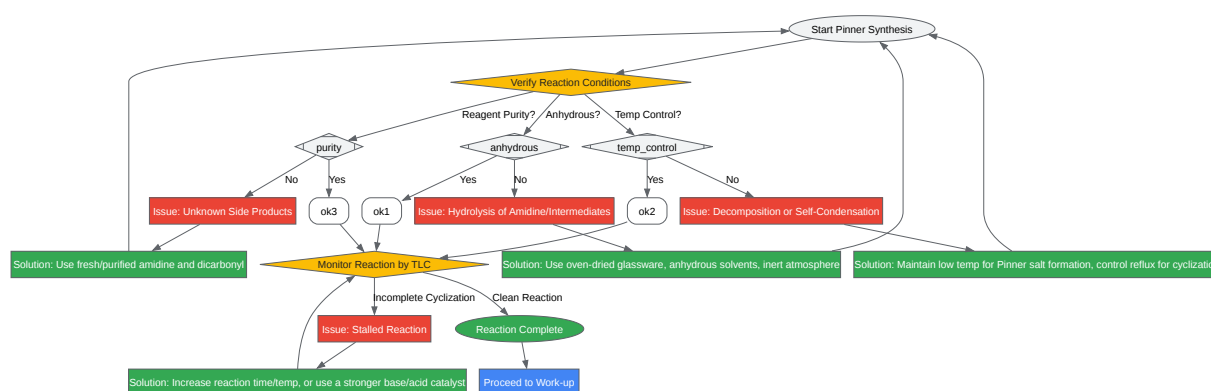 Start Pinner Synthesis
Verify Reaction Conditions
Reagent Purity?
Anhydrous?
Temp Control?
purity
anhydrous
temp_control
No
Yes
Yes
No
Yes
No
Issue: Unknown Side Products
ok3
ok1
Issue: Hydrolysis of Amidine/Intermediates
ok2
Issue: Decomposition or Self-Condensation
Solution: Use fresh/purified amidine and dicarbonyl
Monitor Reaction by TLC
Solution: Use oven-dried glassware, anhydrous solvents, inert atmosphere
Solution: Maintain low temp for Pinner salt formation, control reflux for cyclizatio
Incomplete Cyclization
Clean Reaction
Issue: Stalled Reaction
Reaction Complete
Solution: Increase reaction time/temp, or use a stronger base/acid catalyst
Proceed to Work-up